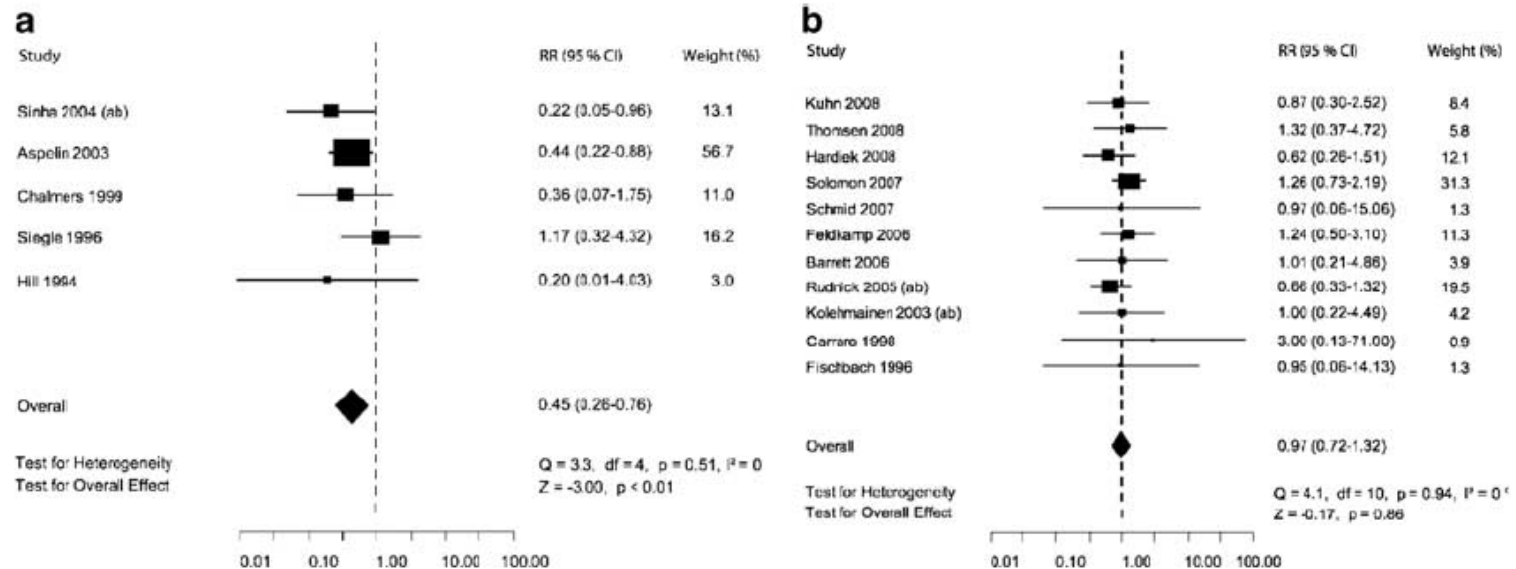 a
Study RR (95 % CI) Weight (%)
Sinha 2004 (ab) 0.22 (0.05-0.96) 13.1
Aspelin 2003 0.44 (0.22-0.88) 56.7
Chalmers 1999 0.36 (0.07-1.75) 11.0
Siegle 1996 1.17 (0.32-4.32) 16.2
Hill 1994 0.20 (0.01-4.03) 3.0
Overall 0.45 (0.26-0.76)
Test for Heterogeneity Q = 3.3, df = 4, p = 0.51, I² = 0
Test for Overall Effect Z = -3.00, p < 0.01
0.01 0.10 1.00 10.00 100.00
b
Study RR (95 % CI) Weight (%)
Kuhn 2008 0.87 (0.30-2.52) 8.4
Thomsen 2008 1.32 (0.37-4.72) 5.8
Hardiek 2008 0.62 (0.26-1.51) 12.1
Solomon 2007 1.26 (0.73-2.19) 31.3
Schmid 2007 0.97 (0.06-15.06) 1.3
Feldkamp 2006 1.24 (0.50-3.10) 11.3
Barrett 2006 1.01 (0.21-4.86) 3.9
Rudnick 2005 (ab) 0.66 (0.33-1.32) 19.5
Kolehmainen 2003 (ab) 1.00 (0.22-4.49) 4.2
Carraro 1998 3.00 (0.13-71.00) 0.9
Fischbach 1996 0.95 (0.06-14.13) 1.3
Overall 0.97 (0.72-1.32)
Test for Heterogeneity Q = 4.1, df = 10, p = 0.94, I² = 0
Test for Overall Effect Z = -0.17, p = 0.86
0.01 0.10 1.00 10.00 100.00